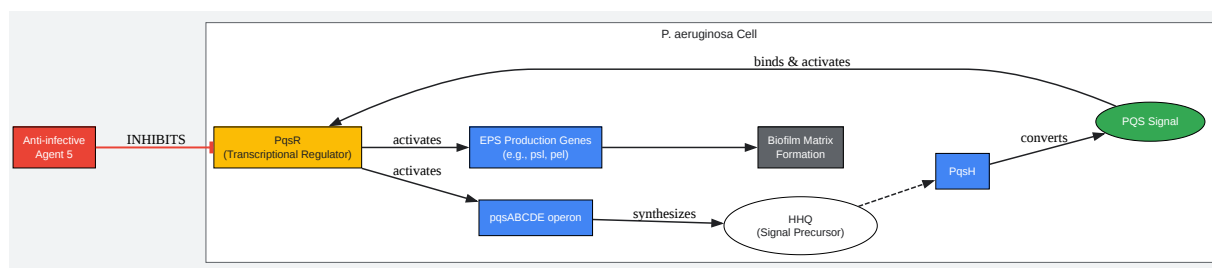 P. aeruginosa Cell
binds & activates
Anti-infective
Agent 5
INHIBITS
PqsR
(Transcriptional Regulator)
activates
EPS Production Genes
(e.g., psl, pel)
Biofilm Matrix
Formation
converts
PQS Signal
activates
PqsH
pqsABCDE operon
synthesizes
HHQ
(Signal Precursor)